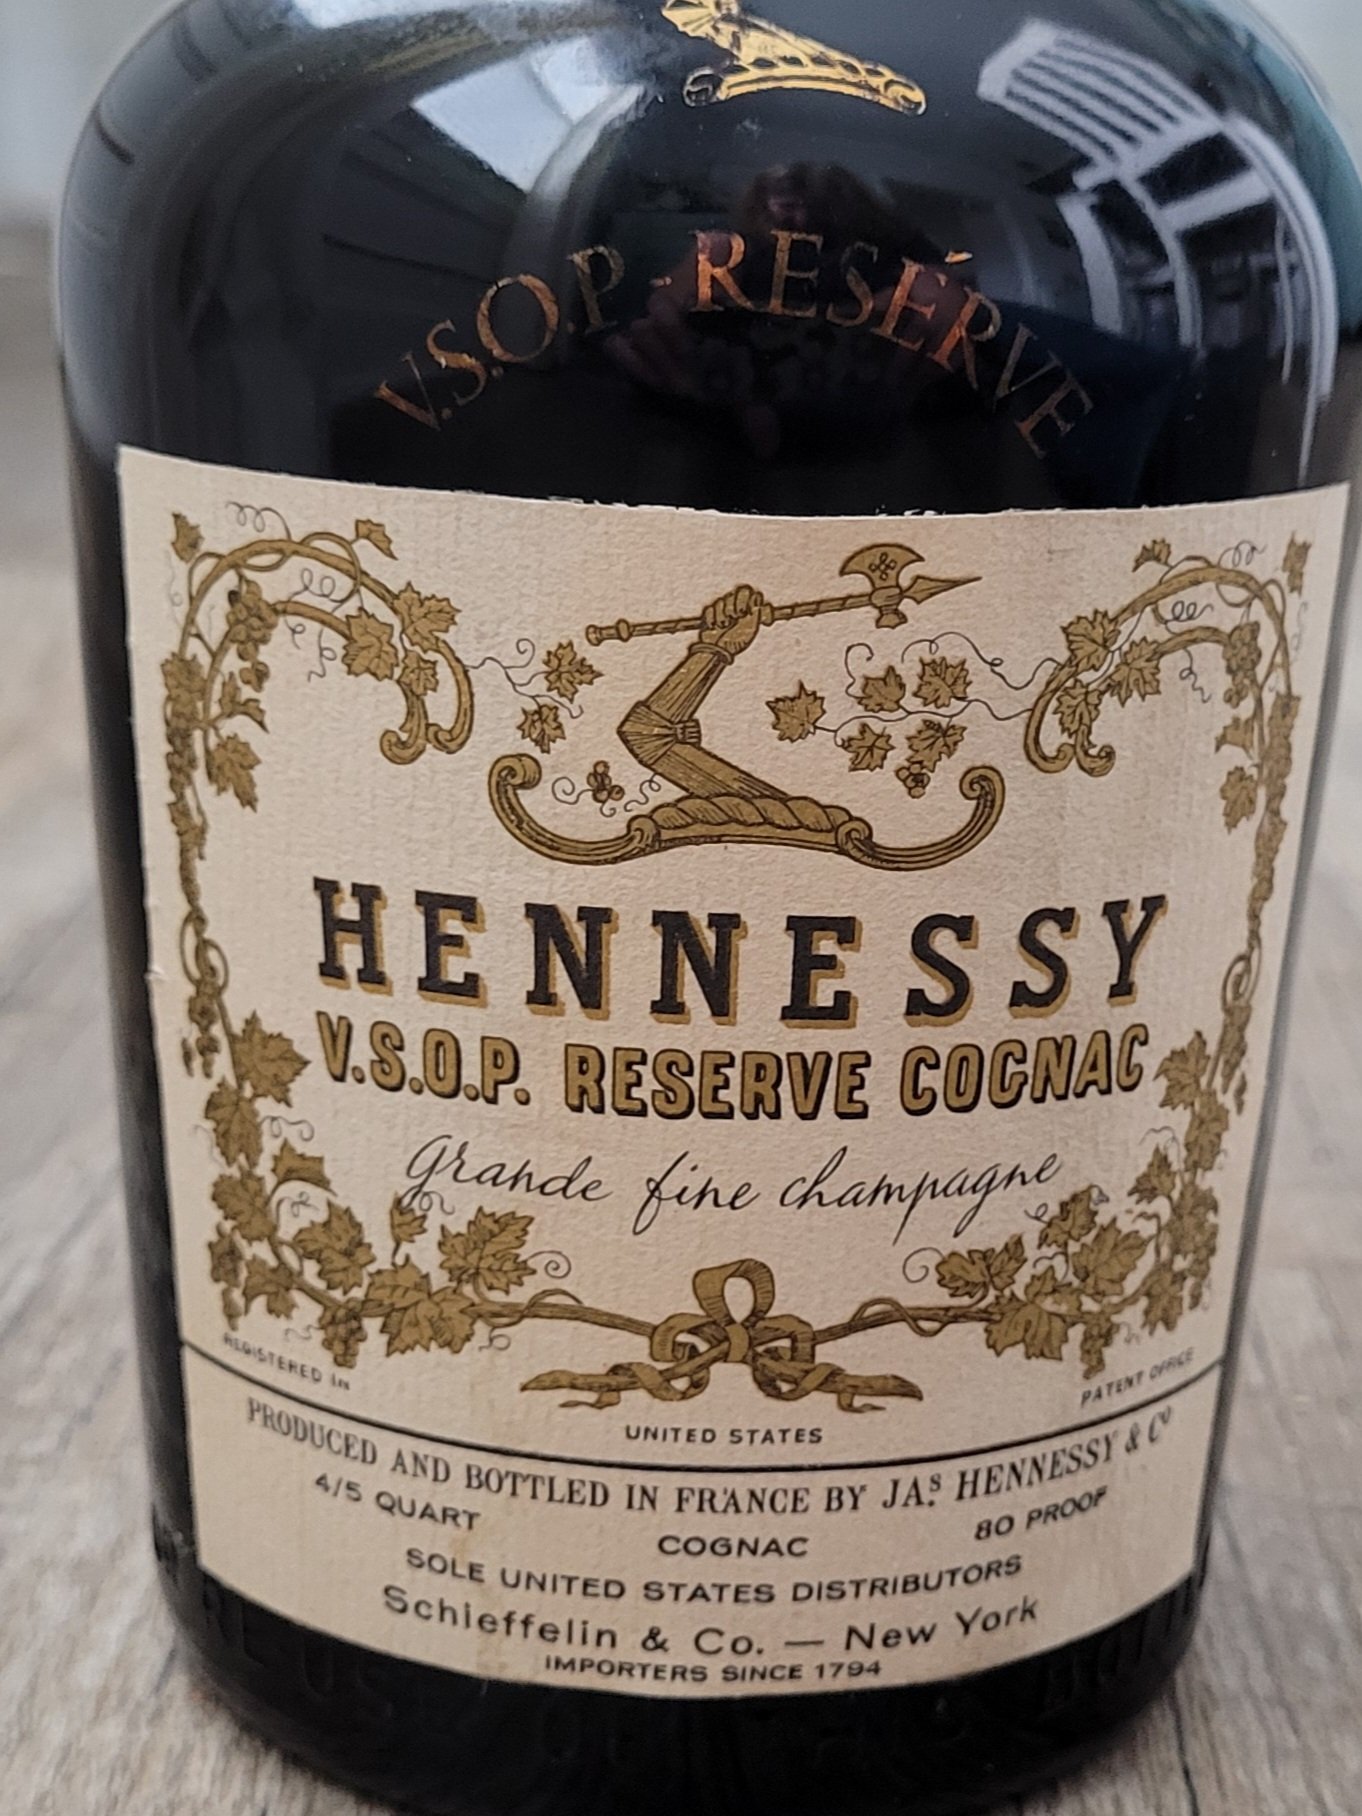 V.S.O.P - RESÉRVE
HENNESSY
V.S.O.P. RESERVE COGNAC
grande fine champagne
REGISTERED IN
UNITED STATES
PATENT OFFICE
PRODUCED AND BOTTLED IN FRANCE BY JAS. HENNESSY & Cº
4/5 QUART
COGNAC
80 PROOF
SOLE UNITED STATES DISTRIBUTORS
Schieffelin & Co. — New York
IMPORTERS SINCE 1794